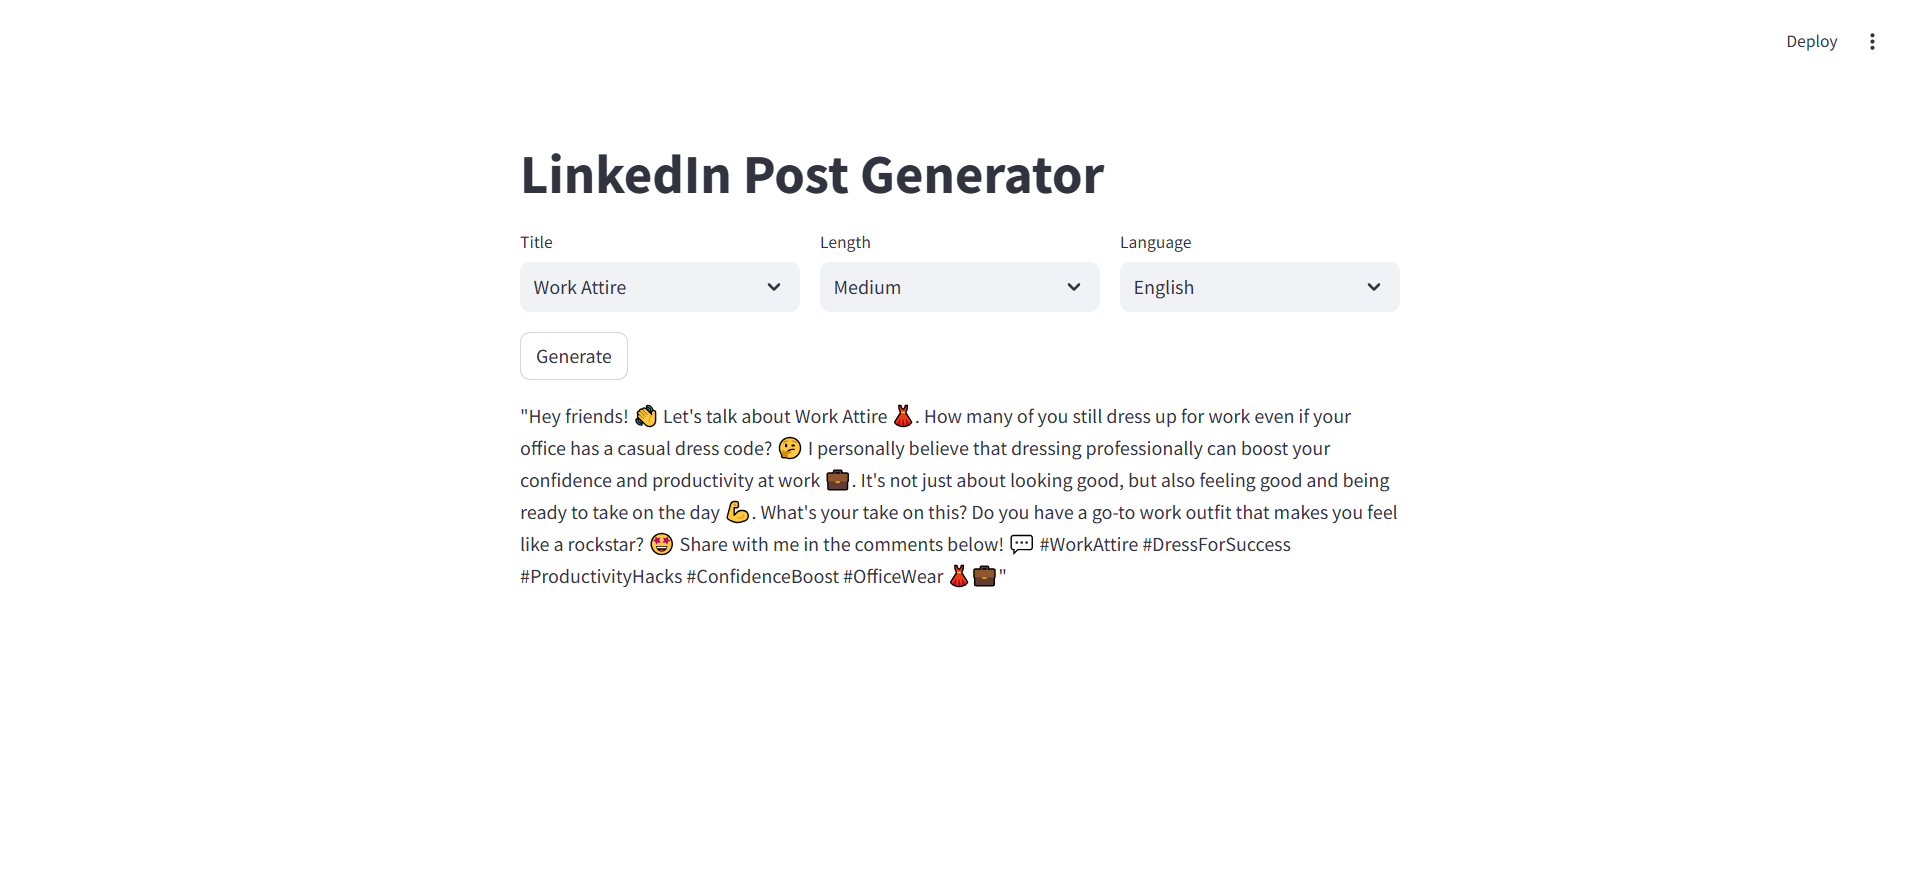 Deploy
LinkedIn Post Generator
Title
Length
Language
Work Attire
Medium
English
Generate
"Hey friends! 👋 Let's talk about Work Attire 👗. How many of you still dress up for work even if your
office has a casual dress code? 🤔 I personally believe that dressing professionally can boost your
confidence and productivity at work 💼. It's not just about looking good, but also feeling good and being
ready to take on the day 💪. What's your take on this? Do you have a go-to work outfit that makes you feel
like a rockstar? 🤩 Share with me in the comments below! 💬 #WorkAttire #DressForSuccess
#ProductivityHacks #ConfidenceBoost #OfficeWear 👗💼"